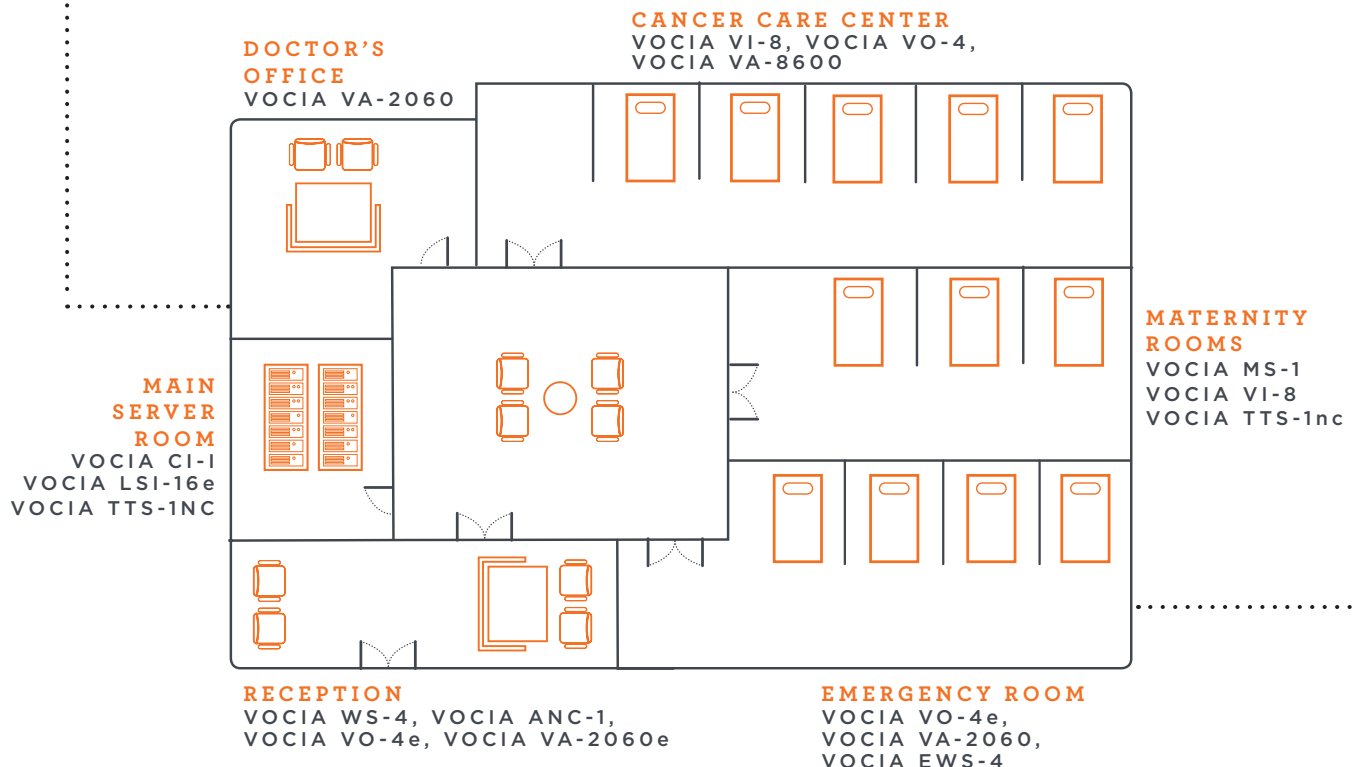 CANCER CARE CENTER
VOCIA VI-8, VOCIA VO-4,
VOCIA VA-8600
DOCTOR'S
OFFICE
VOCIA VA-2060
MATERNITY
ROOMS
VOCIA MS-1
VOCIA VI-8
VOCIA TTS-1nc
MAIN
SERVER
ROOM
VOCIA CI-I
VOCIA LSI-16e
VOCIA TTS-1NC
RECEPTION
VOCIA WS-4, VOCIA ANC-1,
VOCIA VO-4e, VOCIA VA-2060e
EMERGENCY ROOM
VOCIA VO-4e,
VOCIA VA-2060,
VOCIA EWS-4